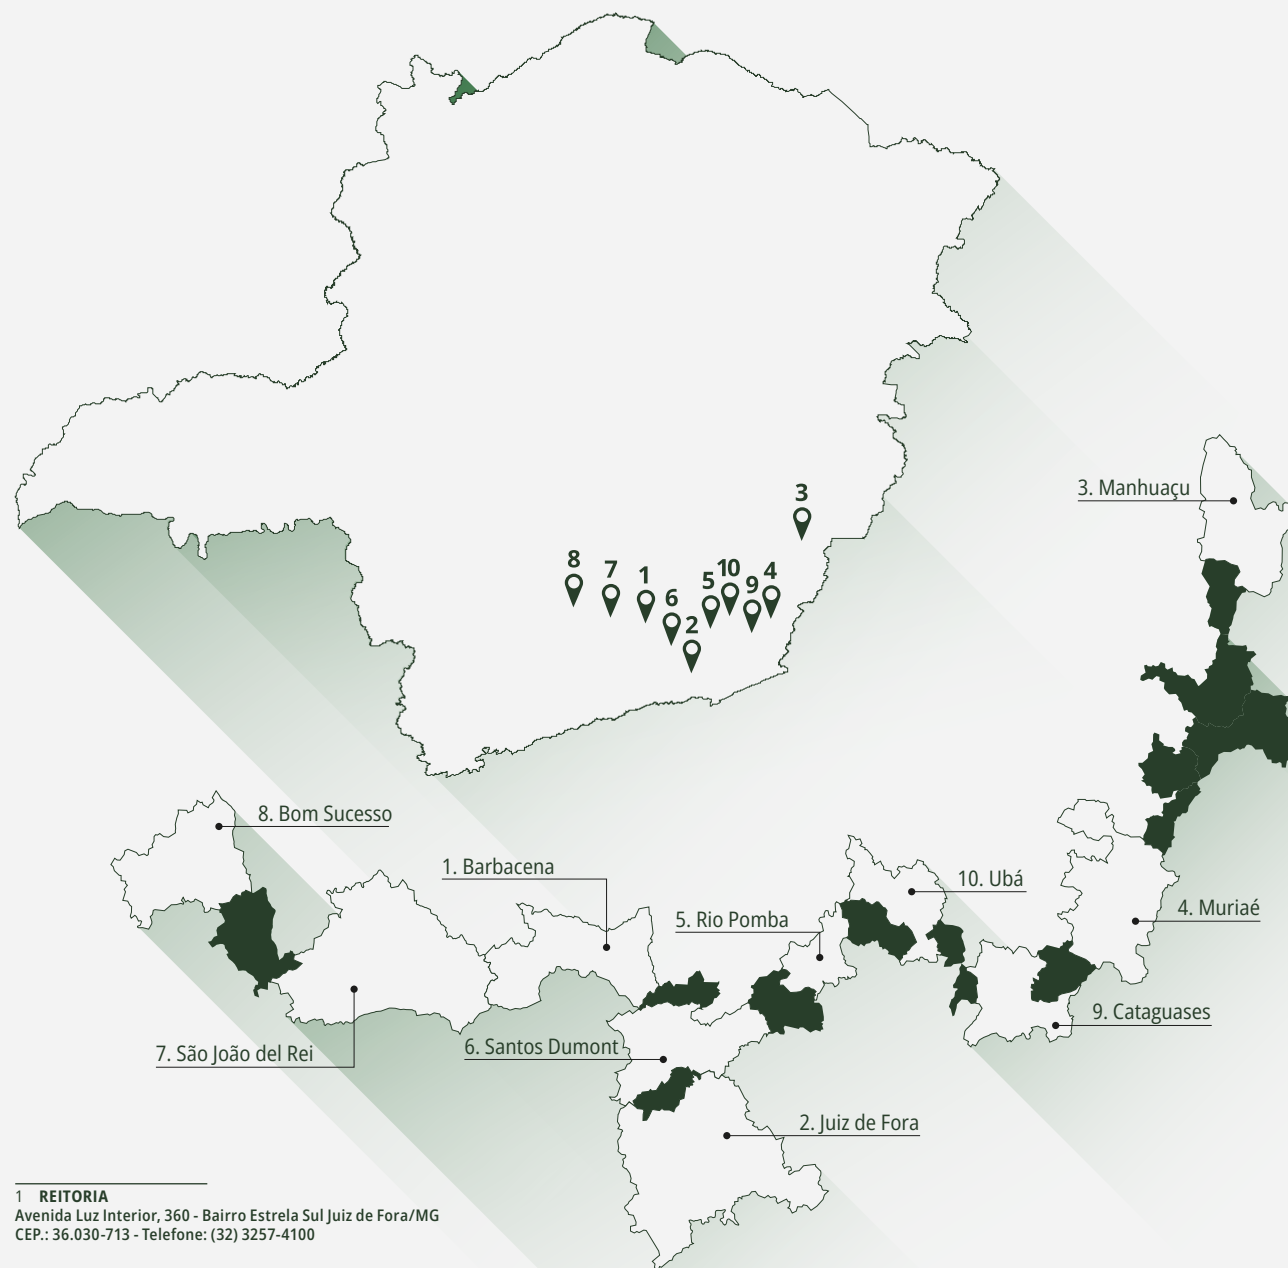 3
8
7
1
6
2
5
10
9
4
3. Manhuaçu
8. Bom Sucesso
1. Barbacena
10. Ubá
5. Rio Pomba
4. Muriaé
9. Cataguases
7. São João del Rei
6. Santos Dumont
2. Juiz de Fora
1 REITORIA
Avenida Luz Interior, 360 - Bairro Estrela Sul Juiz de Fora/MG
CEP.: 36.030-713 - Telefone: (32) 3257-4100